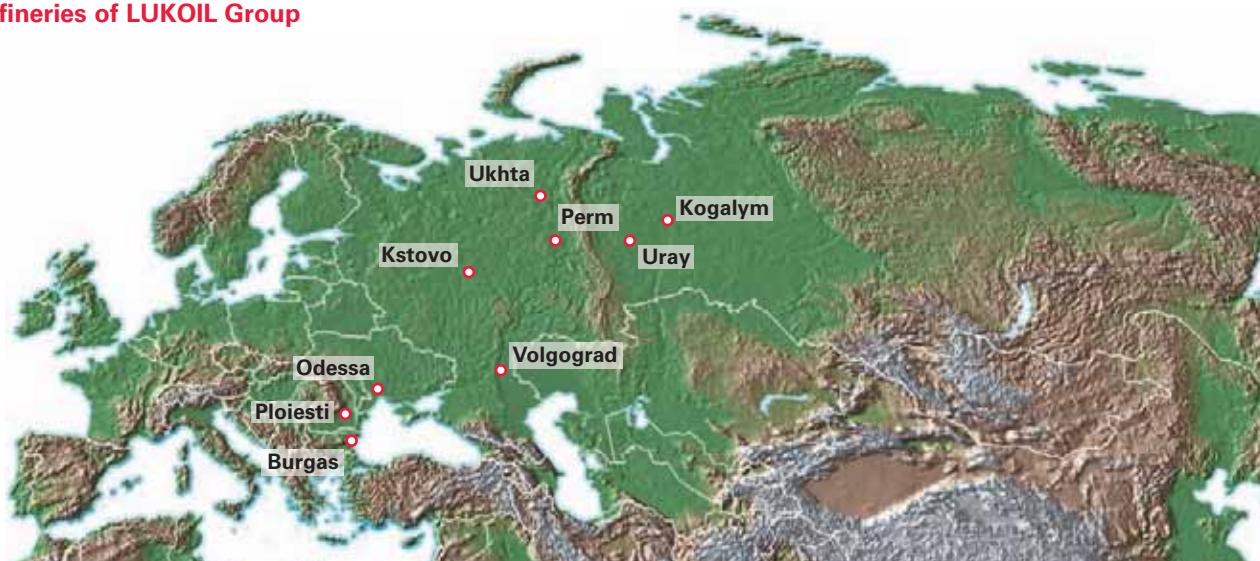 fineries of LUKOIL Group
Ukhta
Perm
Kogalym
Kstovo
Uray
Volgograd
Odessa
Ploiesti
Burgas